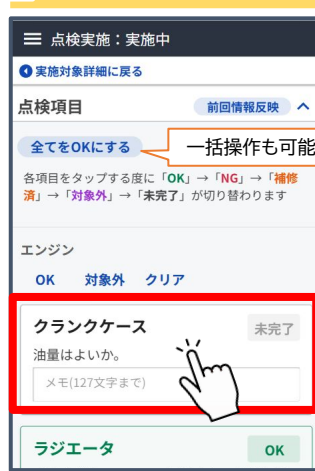 点検実施：実施中
実施対象詳細に戻る
点検項目 前回情報反映
全てをOKにする 一括操作も可能
各項目をタップする度に「OK」→「NG」→「補修
済」→「対象外」→「未完了」が切り替わります
エンジン
OK 対象外 クリア
クランクケース 未完了
油量はよいか。
メモ(127文字まで)
ラジエータ OK